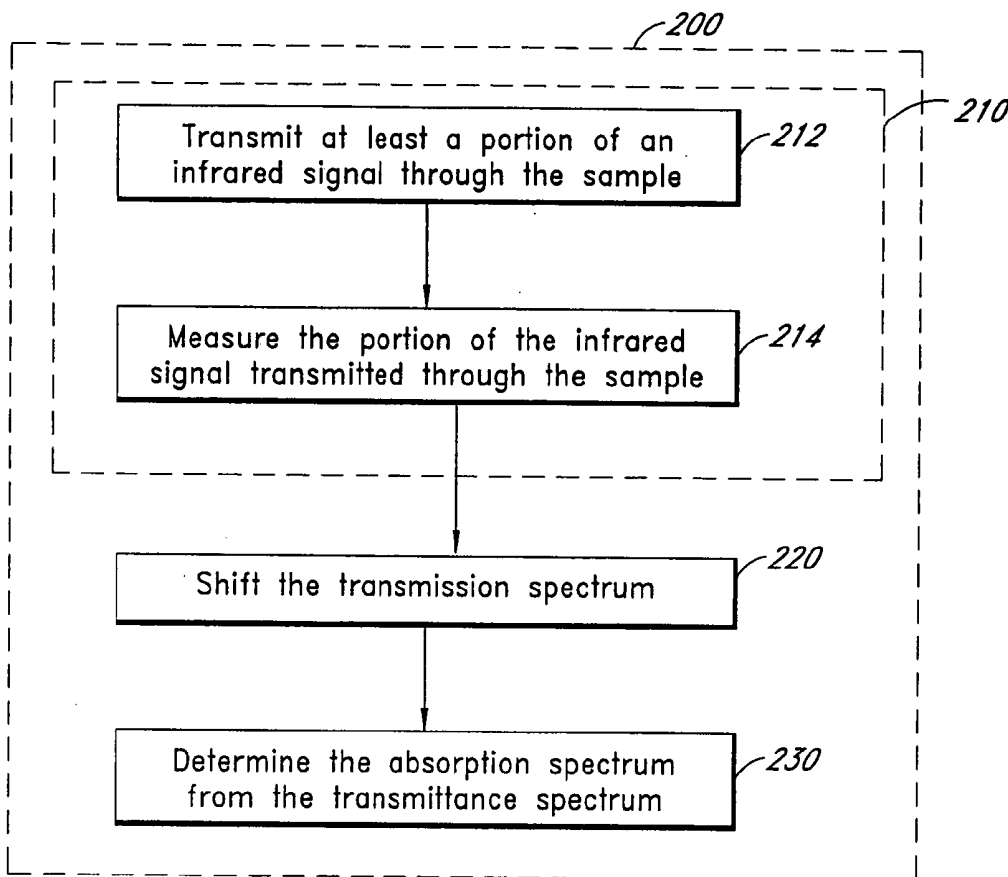 200
210
Transmit at least a portion of an
infrared signal through the sample
212
Measure the portion of the infrared
signal transmitted through the sample
214
Shift the transmission spectrum
220
Determine the absorption spectrum
from the transmittance spectrum
230